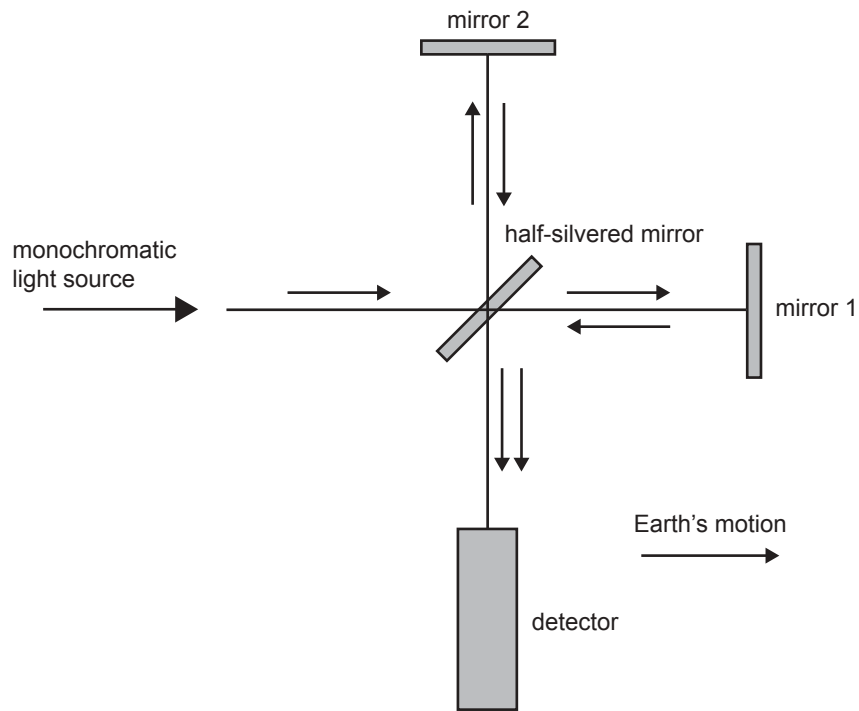 mirror 2
half-silvered mirror
monochromatic
light source
mirror 1
Earth’s motion
detector